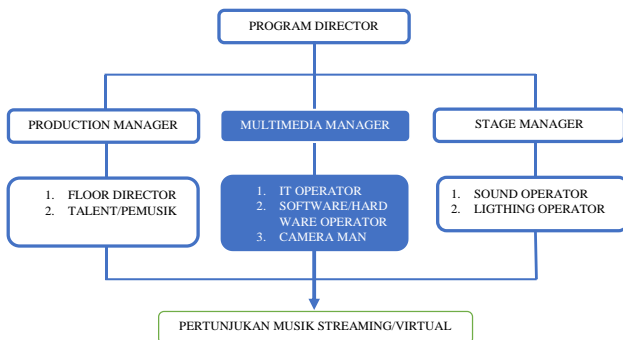 PROGRAM DIRECTOR
PRODUCTION MANAGER
MULTIMEDIA MANAGER
STAGE MANAGER
1. FLOOR DIRECTOR
2. TALENT/PEMUSIK
1. IT OPERATOR
2. SOFTWARE/HARD
WARE OPERATOR
3. CAMERA MAN
1. SOUND OPERATOR
2. LIGTHING OPERATOR
PERTUNJUKAN MUSIK STREAMING/VIRTUAL